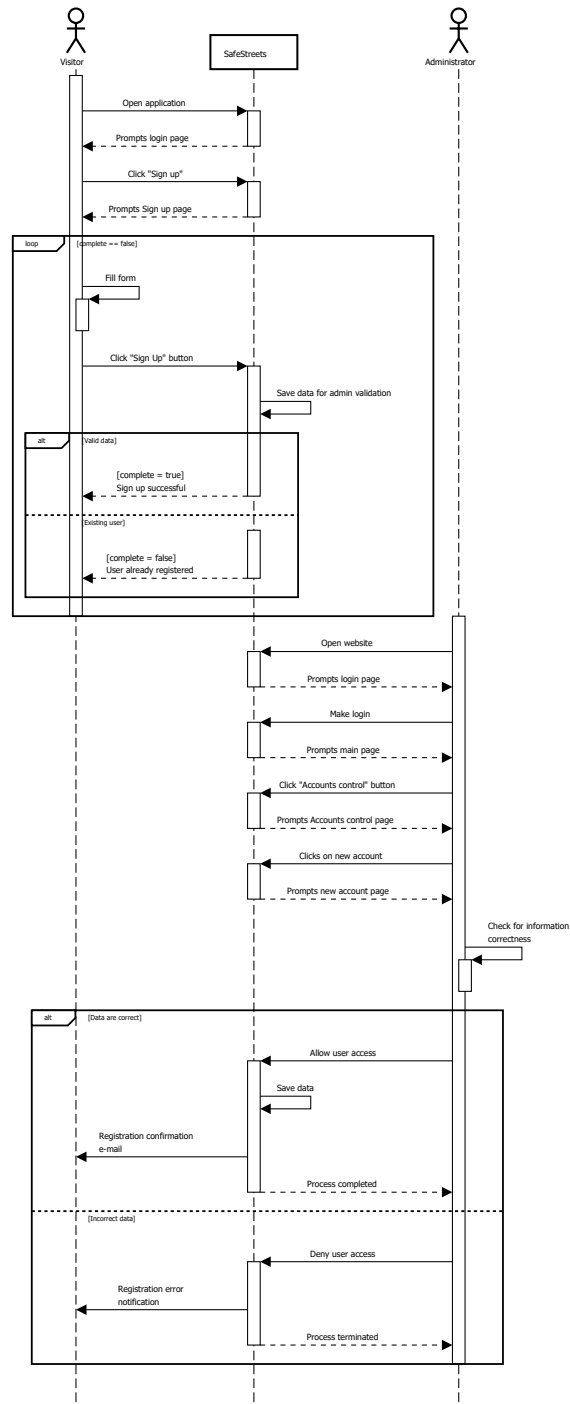 Visitor
SafeStreets
Administrator
Open application
Prompts login page
Click "Sign up"
Prompts Sign up page
loop
[complete == false]
Fill form
Click "Sign Up" button
Save data for admin validation
alt
[Valid data]
[complete = true]
Sign up successful
[Existing user]
[complete = false]
User already registered
Open website
Prompts login page
Make login
Prompts main page
Click "Accounts control" button
Prompts Accounts control page
Clicks on new account
Prompts new account page
Check for information
correctness
alt
[Data are correct]
Allow user access
Save data
Registration confirmation
e-mail
Process completed
[Incorrect data]
Deny user access
Registration error
notification
Process terminated